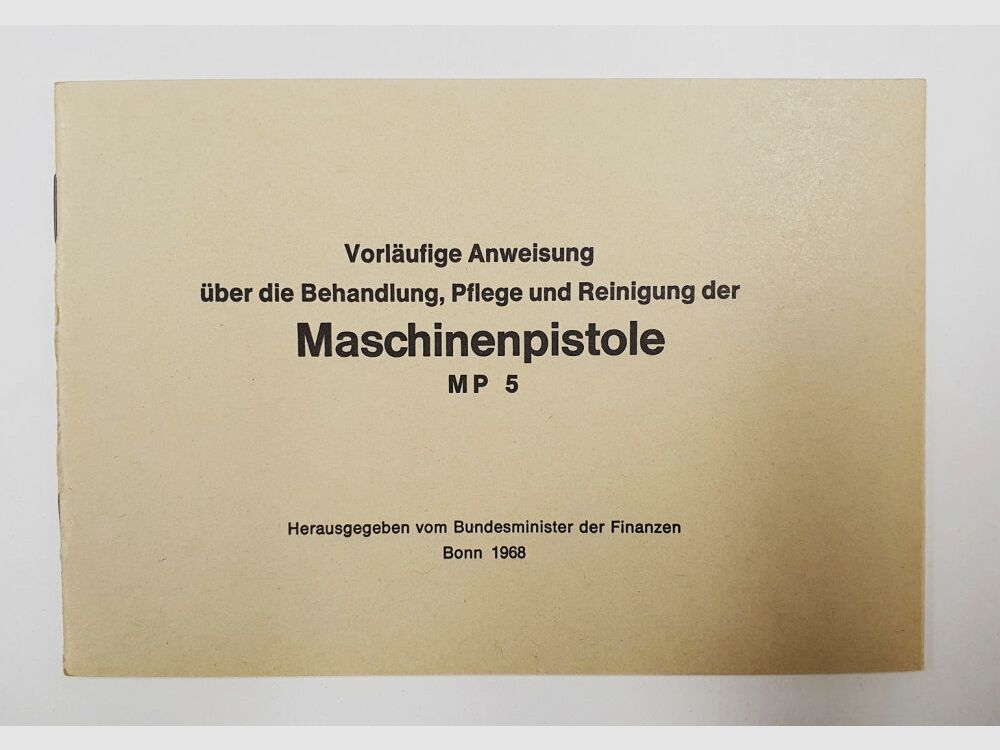 Vorläufige Anweisung
über die Behandlung, Pflege und Reinigung der
Maschinenpistole
MP 5
Herausgegeben vom Bundesminister der Finanzen
Bonn 1968